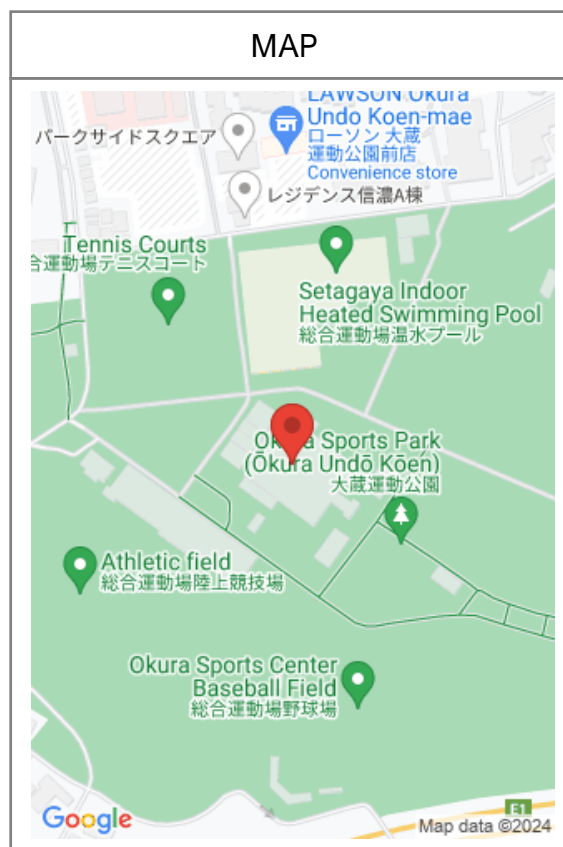 MAP
LAWSON Okura
Undo Koen-mae
ローソン 大蔵
運動公園前店
Convenience store
パークサイドスクエア
レジデンス信濃A棟
Tennis Courts
合運動場テニスコート
Setagaya Indoor
Heated Swimming Pool
総合運動場温水プール
Okura Sports Park
(Ōkura Undō Kōen)
大蔵運動公園
Athletic field
総合運動場陸上競技場
Okura Sports Center
Baseball Field
総合運動場野球場
E1
Google
Map data ©2024